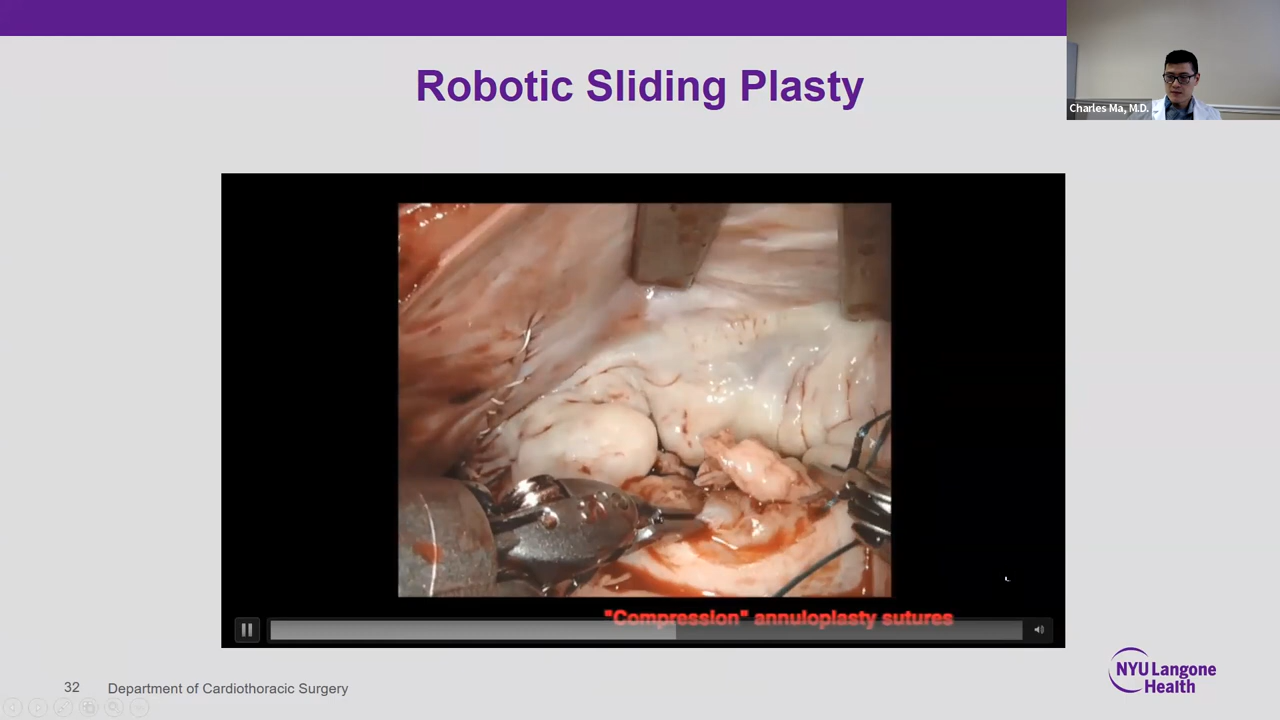 Robotic Sliding Plasty
Charles Ma, M.D.
"Compression" annuloplasty sutures
32
Department of Cardiothoracic Surgery
NYU Langone
Health